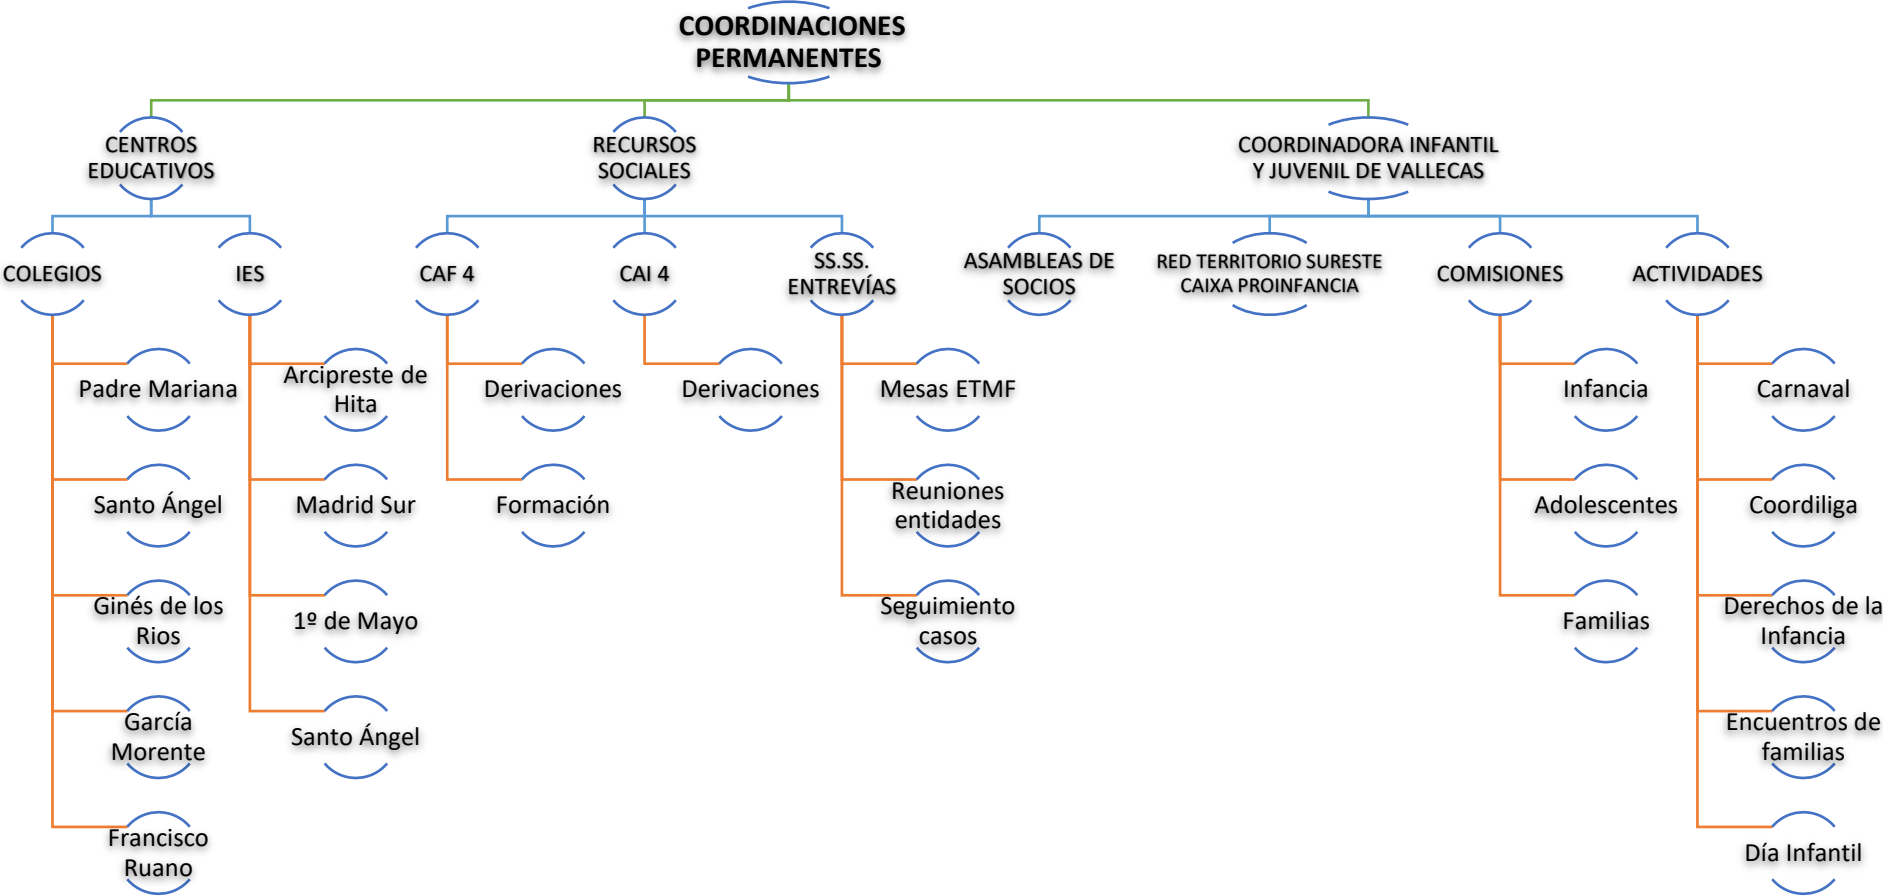 COORDINACIONES
PERMANENTES
CENTROS
EDUCATIVOS
RECURSOS
SOCIALES
COORDINADORA INFANTIL
Y JUVENIL DE VALLECAS
COLEGIOS
IES
CAF 4
CAI 4
SS.SS.
ENTREVÍAS
ASAMBLEAS DE
SOCIOS
RED TERRITORIO SURESTE
CAIXA PROINFANCIA
COMISIONES
ACTIVIDADES
Padre Mariana
Santo Ángel
Ginés de los
Rios
García
Morente
Francisco
Ruano
Arcipreste de
Hita
Madrid Sur
1º de Mayo
Santo Ángel
Derivaciones
Formación
Derivaciones
Mesas ETMF
Reuniones
entidades
Seguimiento
casos
Infancia
Adolescentes
Familias
Carnaval
Coordiliga
Derechos de la
Infancia
Encuentros de
familias
Día Infantil